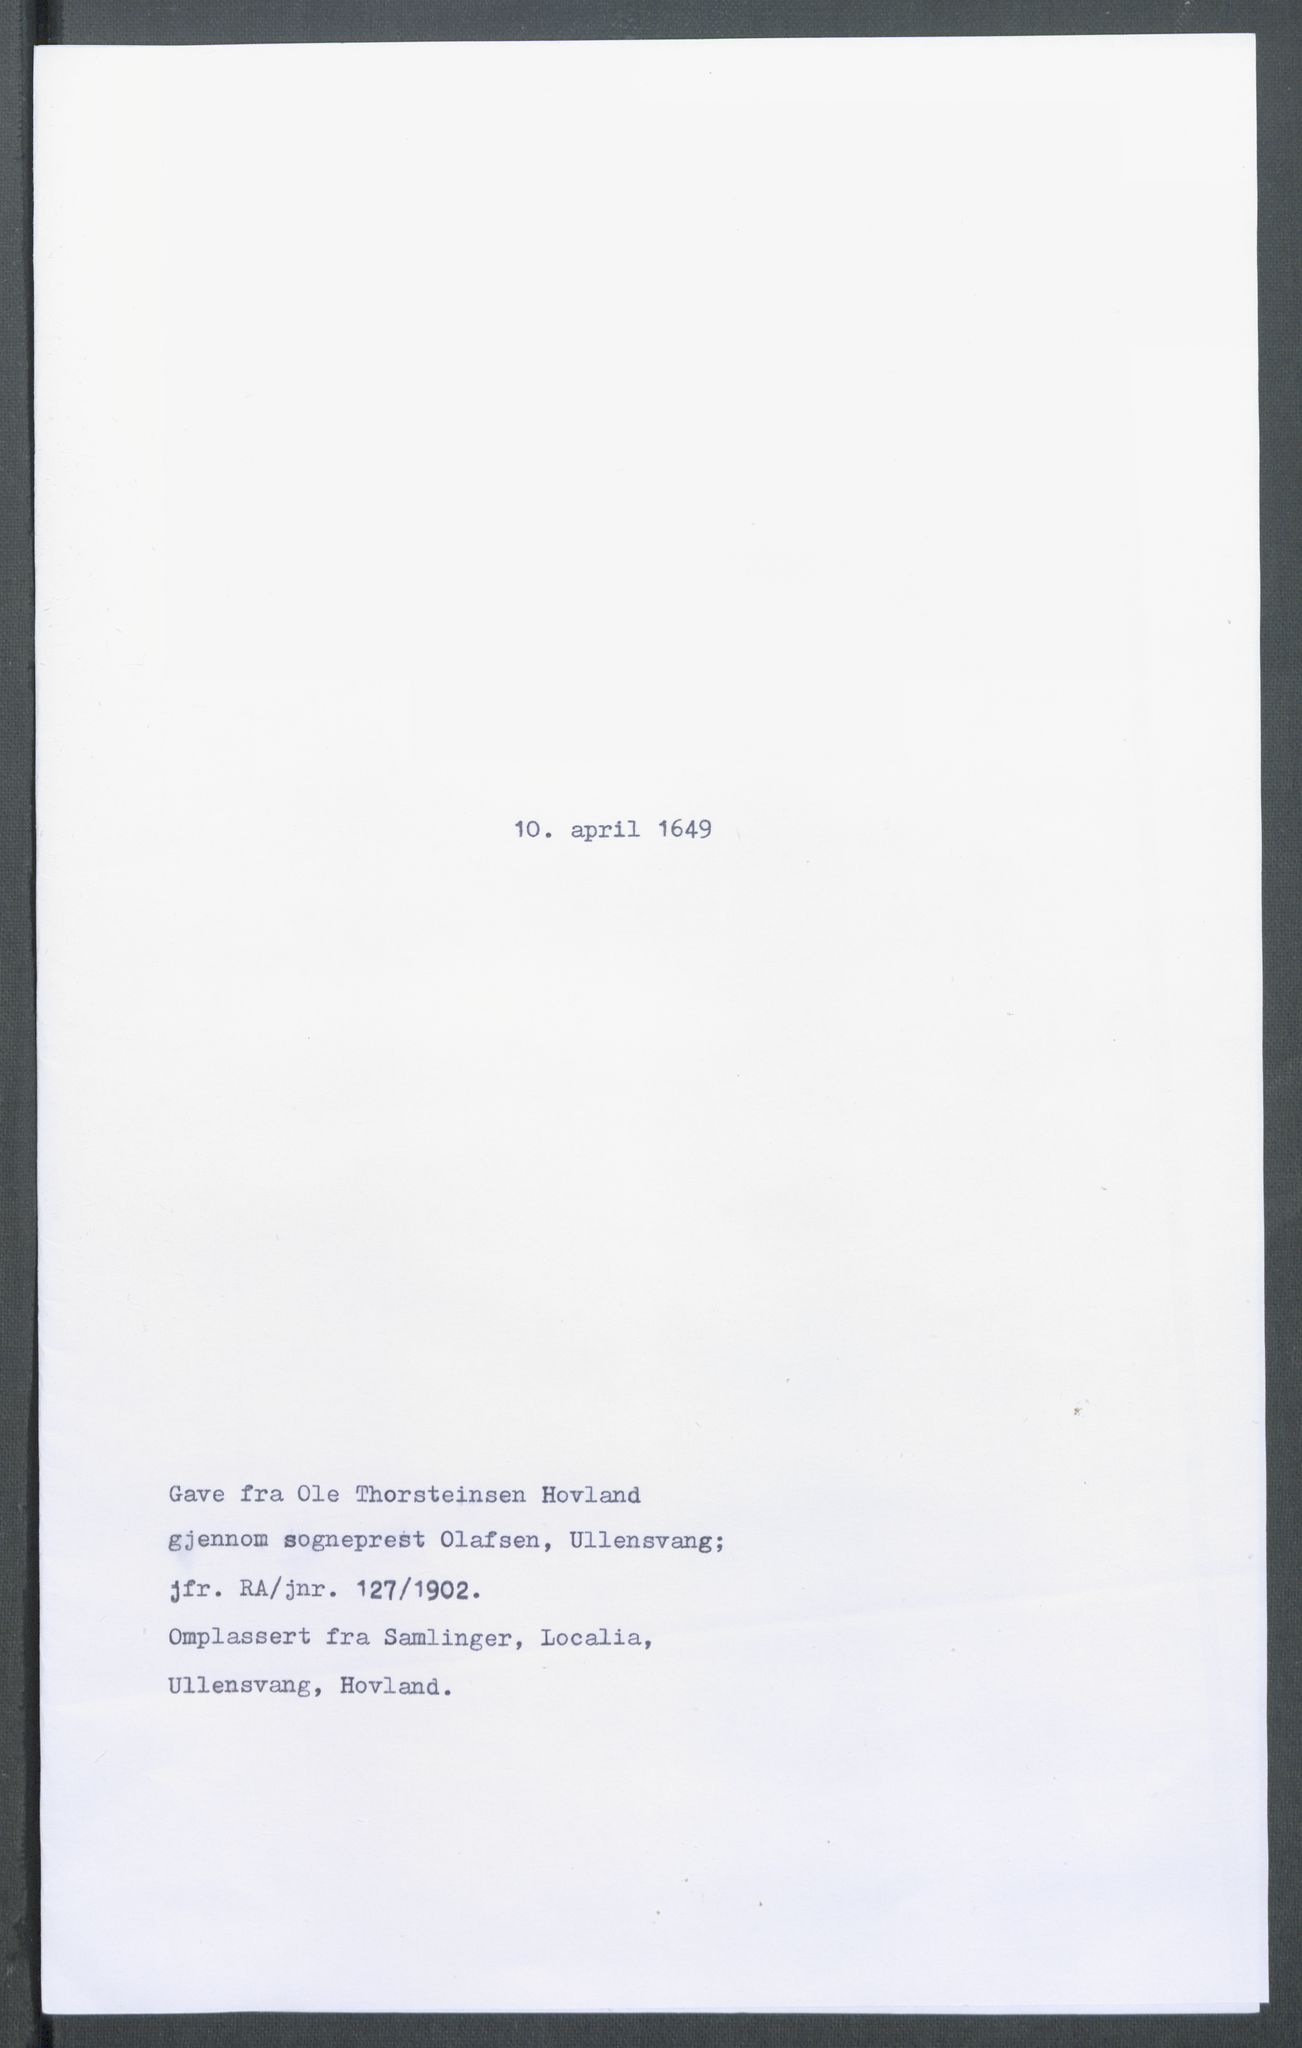 10. april 1649
Gave fra Ole Thorsteinsen Hovland
gjennom sogneprest Olafsen, Ullensvang;
jfr. RA/jnr. 127/1902.
Omplassert fra Samlinger, Localia,
Ullensvang, Hovland.